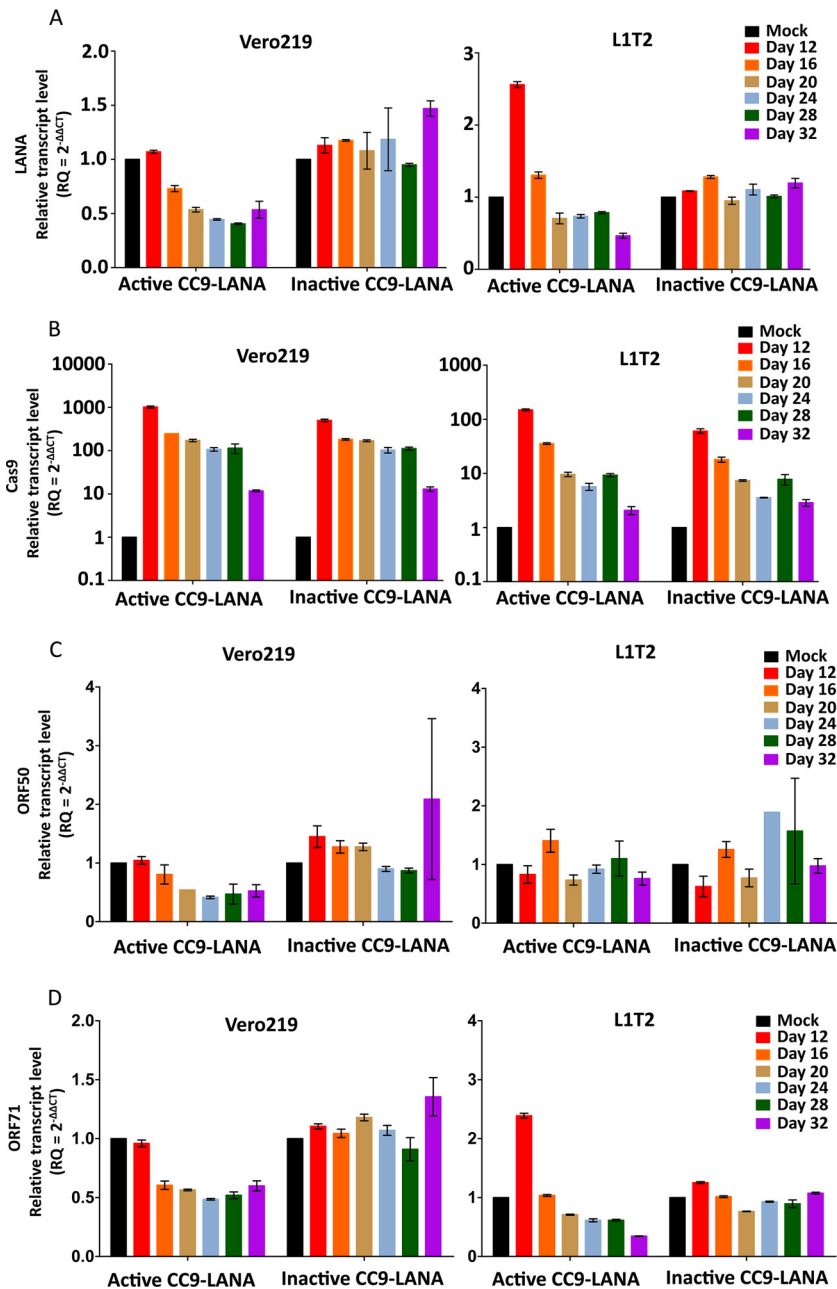 A
Vero219
L1T2
LANA
Relative transcript level
(RQ = 2^-ΔΔCT)
2.0
1.5
1.0
0.5
0.0
3
2
1
0
Mock
Day 12
Day 16
Day 20
Day 24
Day 28
Day 32
Active CC9-LANA
Inactive CC9-LANA
Active CC9-LANA
Inactive CC9-LANA
B
Vero219
L1T2
Cas9
Relative transcript level
(RQ = 2^-ΔΔCT)
10000
1000
100
10
1
0.1
1000
100
10
1
0.1
Mock
Day 12
Day 16
Day 20
Day 24
Day 28
Day 32
Active CC9-LANA
Inactive CC9-LANA
Active CC9-LANA
Inactive CC9-LANA
C
Vero219
L1T2
ORF50
Relative transcript level
(RQ = 2^-ΔΔCT)
4
3
2
1
0
4
3
2
1
0
Mock
Day 12
Day 16
Day 20
Day 24
Day 28
Day 32
Active CC9-LANA
Inactive CC9-LANA
Active CC9-LANA
Inactive CC9-LANA
D
Vero219
L1T2
ORF71
Relative transcript level
(RQ = 2^-ΔΔCT)
2.0
1.5
1.0
0.5
0.0
4
3
2
1
0
Mock
Day 12
Day 16
Day 20
Day 24
Day 28
Day 32
Active CC9-LANA
Inactive CC9-LANA
Active CC9-LANA
Inactive CC9-LANA